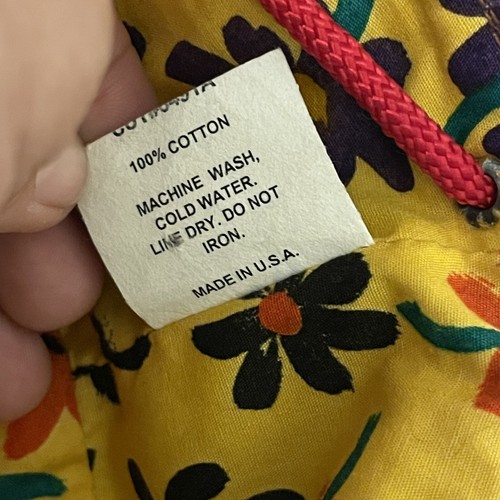 100% COTTON
MACHINE WASH,
COLD WATER.
LINE DRY. DO NOT
IRON.
MADE IN U.S.A.